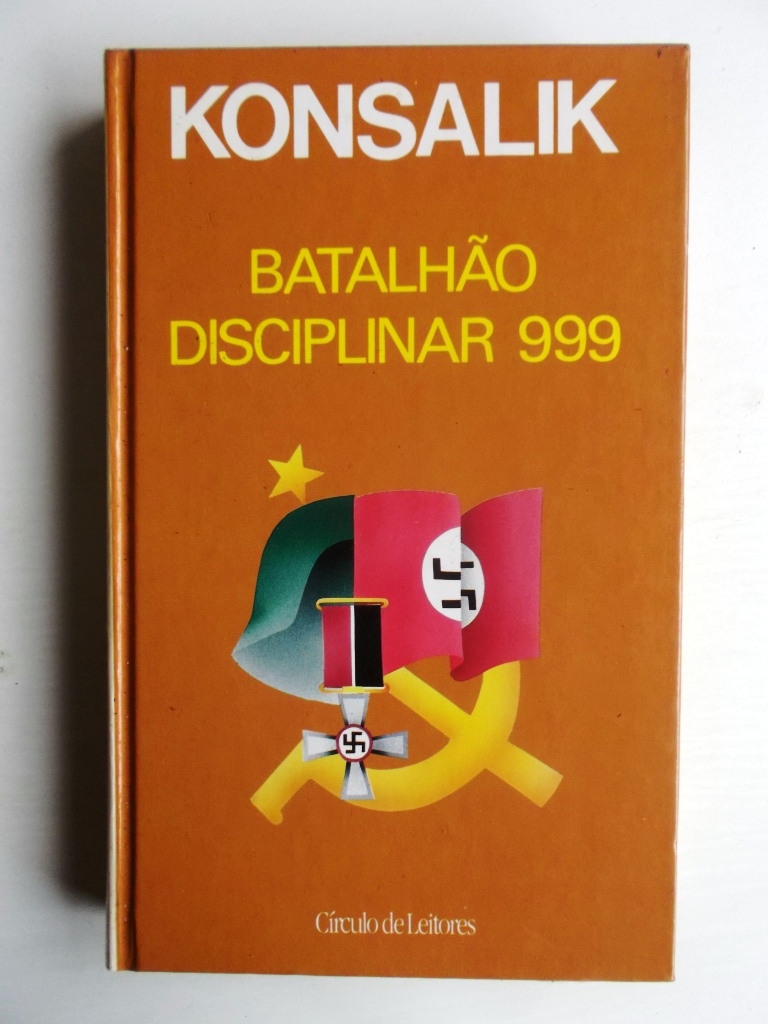 KONSALIK
BATALHÃO
DISCIPLINAR 999
Círculo de Leitores